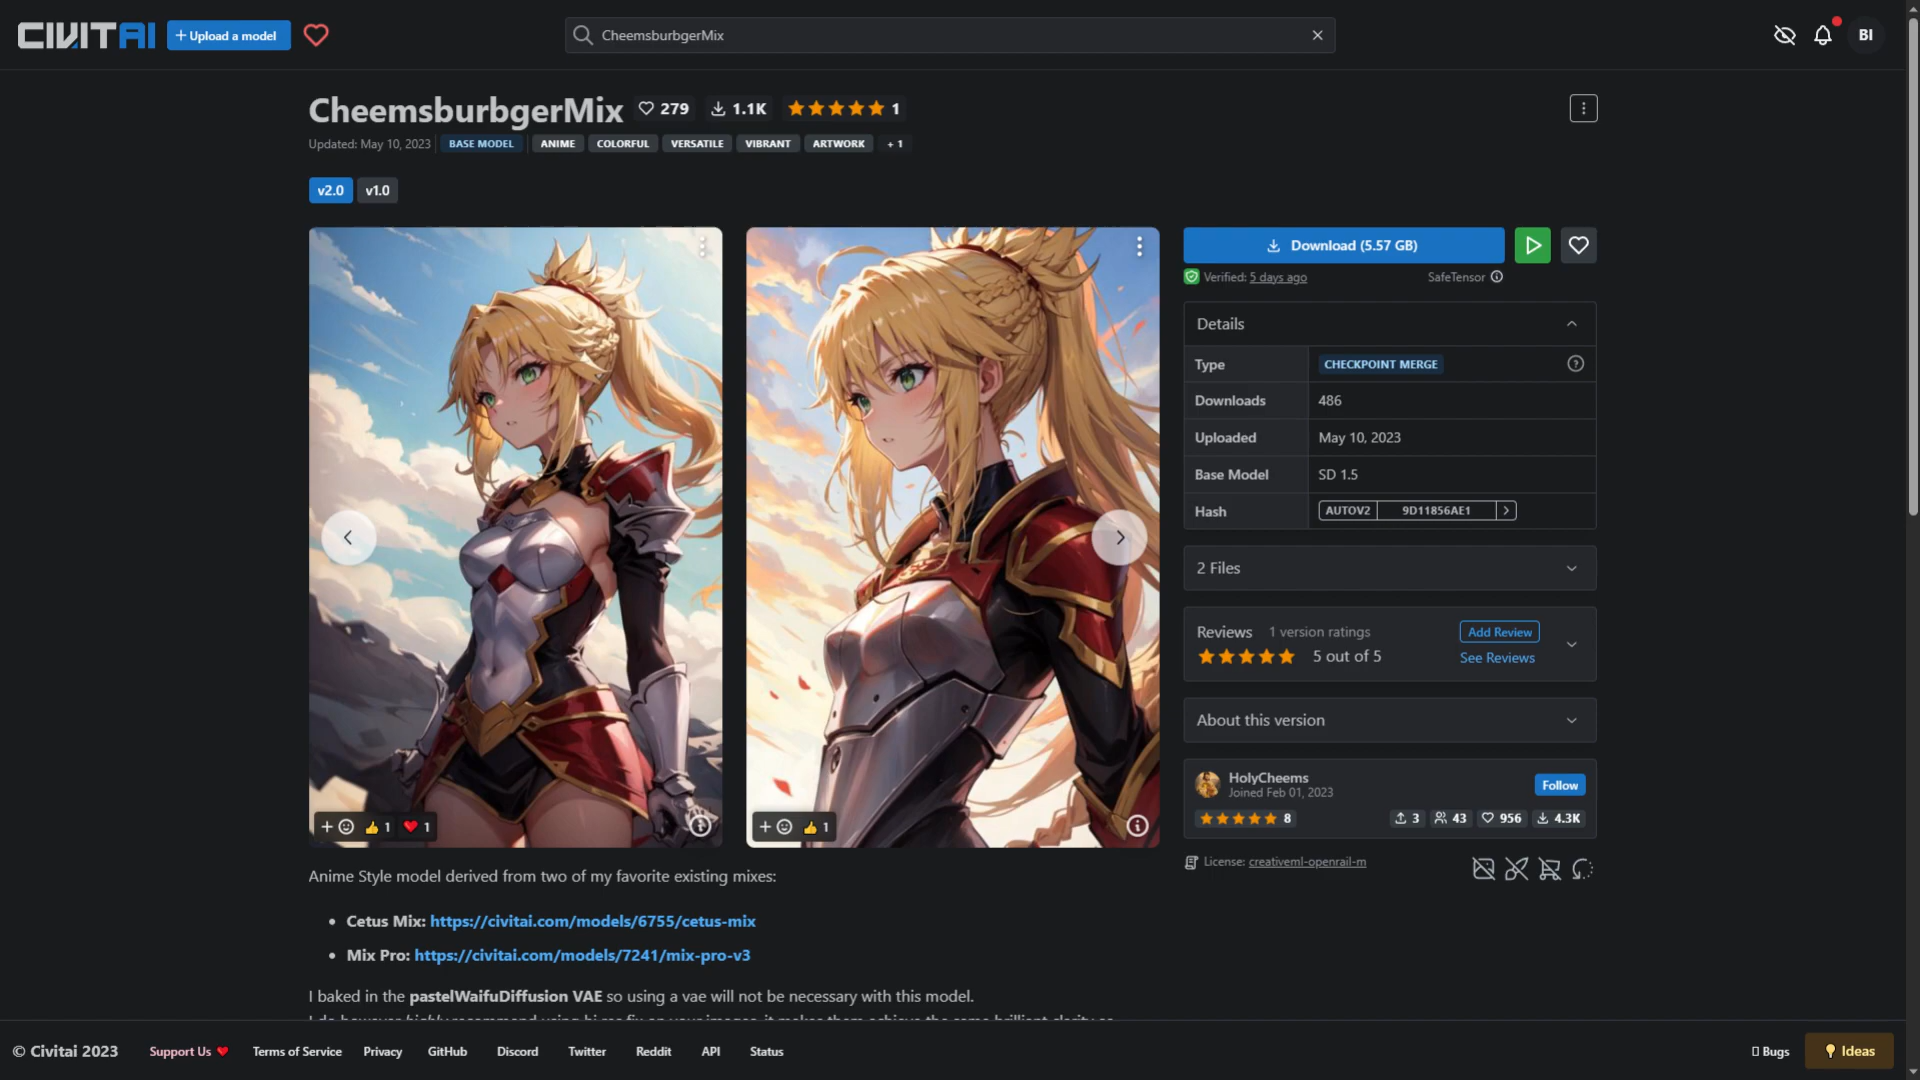 CIVITAI
+ Upload a model
CheemsburbgerMix
BI
CheemsburbgerMix 279 1.1K 1
Updated: May 10, 2023 BASE MODEL ANIME COLORFUL VERSATILE VIBRANT ARTWORK + 1
v2.0 v1.0
Download (5.57 GB)
Verified: 5 days ago SafeTensor
Details
Type CHECKPOINT MERGE
Downloads 486
Uploaded May 10, 2023
Base Model SD 1.5
Hash AUTOV2 9D11856AE1
2 Files
Reviews 1 version ratings Add Review
5 out of 5 See Reviews
About this version
HolyCheems
Joined Feb 01, 2023
Follow
8 3 43 956 4.3K
License: creativeml-openrail-m
+ 1 1
+ 1
Anime Style model derived from two of my favorite existing mixes:
• Cetus Mix: https://civitai.com/models/6755/cetus-mix
• Mix Pro: https://civitai.com/models/7241/mix-pro-v3
I baked in the pastelWaifuDiffusion VAE so using a vae will not be necessary with this model.
© Civitai 2023 Support Us Terms of Service Privacy GitHub Discord Twitter Reddit API Status
Bugs Ideas